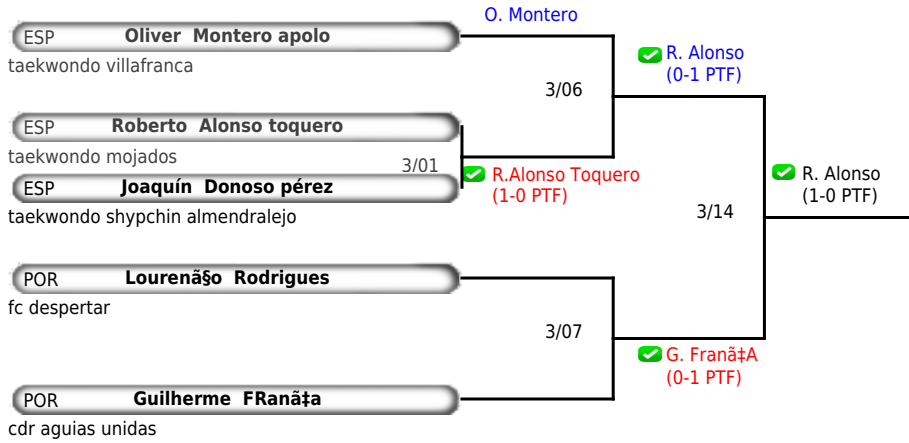 O. Montero
ESP Oliver Montero apolo
taekwondo villafranca
R. Alonso
(0-1 PTF)
3/06
ESP Roberto Alonso toquero
taekwondo mojados
3/01
R.Alonso Toquero
(1-0 PTF)
ESP Joaquín Donoso pérez
taekwondo shypchin almendralejo
R. Alonso
(1-0 PTF)
3/14
POR Lourenã§o Rodrigues
fc despertar
3/07
G. Franã‡A
(0-1 PTF)
POR Guilherme FRanã‡a
cdr aguias unidas